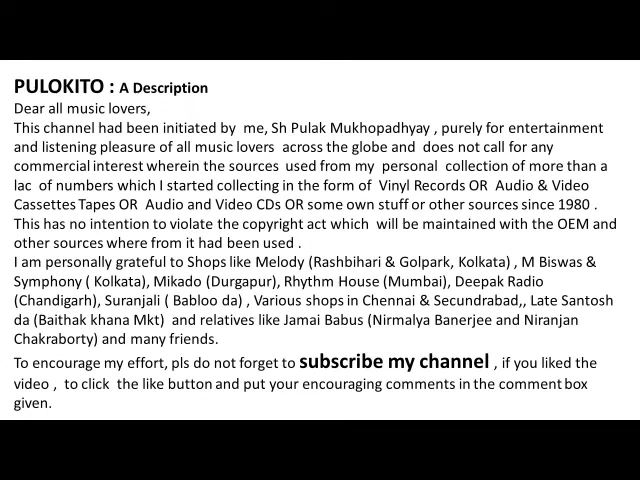 PULOKITO : A Description
Dear all music lovers,
This channel had been initiated by me, Sh Pulak Mukhopadhyay , purely for entertainment
and listening pleasure of all music lovers across the globe and does not call for any
commercial interest wherein the sources used from my personal collection of more than a
lac of numbers which I started collecting in the form of Vinyl Records OR Audio & Video
Cassettes Tapes OR Audio and Video CDs OR some own stuff or other sources since 1980 .
This has no intention to violate the copyright act which will be maintained with the OEM and
other sources where from it had been used .
I am personally grateful to Shops like Melody (Rashbihari & Golpark, Kolkata) , M Biswas &
Symphony ( Kolkata), Mikado (Durgapur), Rhythm House (Mumbai), Deepak Radio
(Chandigarh), Suranjali ( Babloo da) , Various shops in Chennai & Secundrabad,, Late Santosh
da (Baithak khana Mkt) and relatives like Jamai Babus (Nirmalya Banerjee and Niranjan
Chakraborty) and many friends.
To encourage my effort, pls do not forget to subscribe my channel , if you liked the
video , to click the like button and put your encouraging comments in the comment box
given.